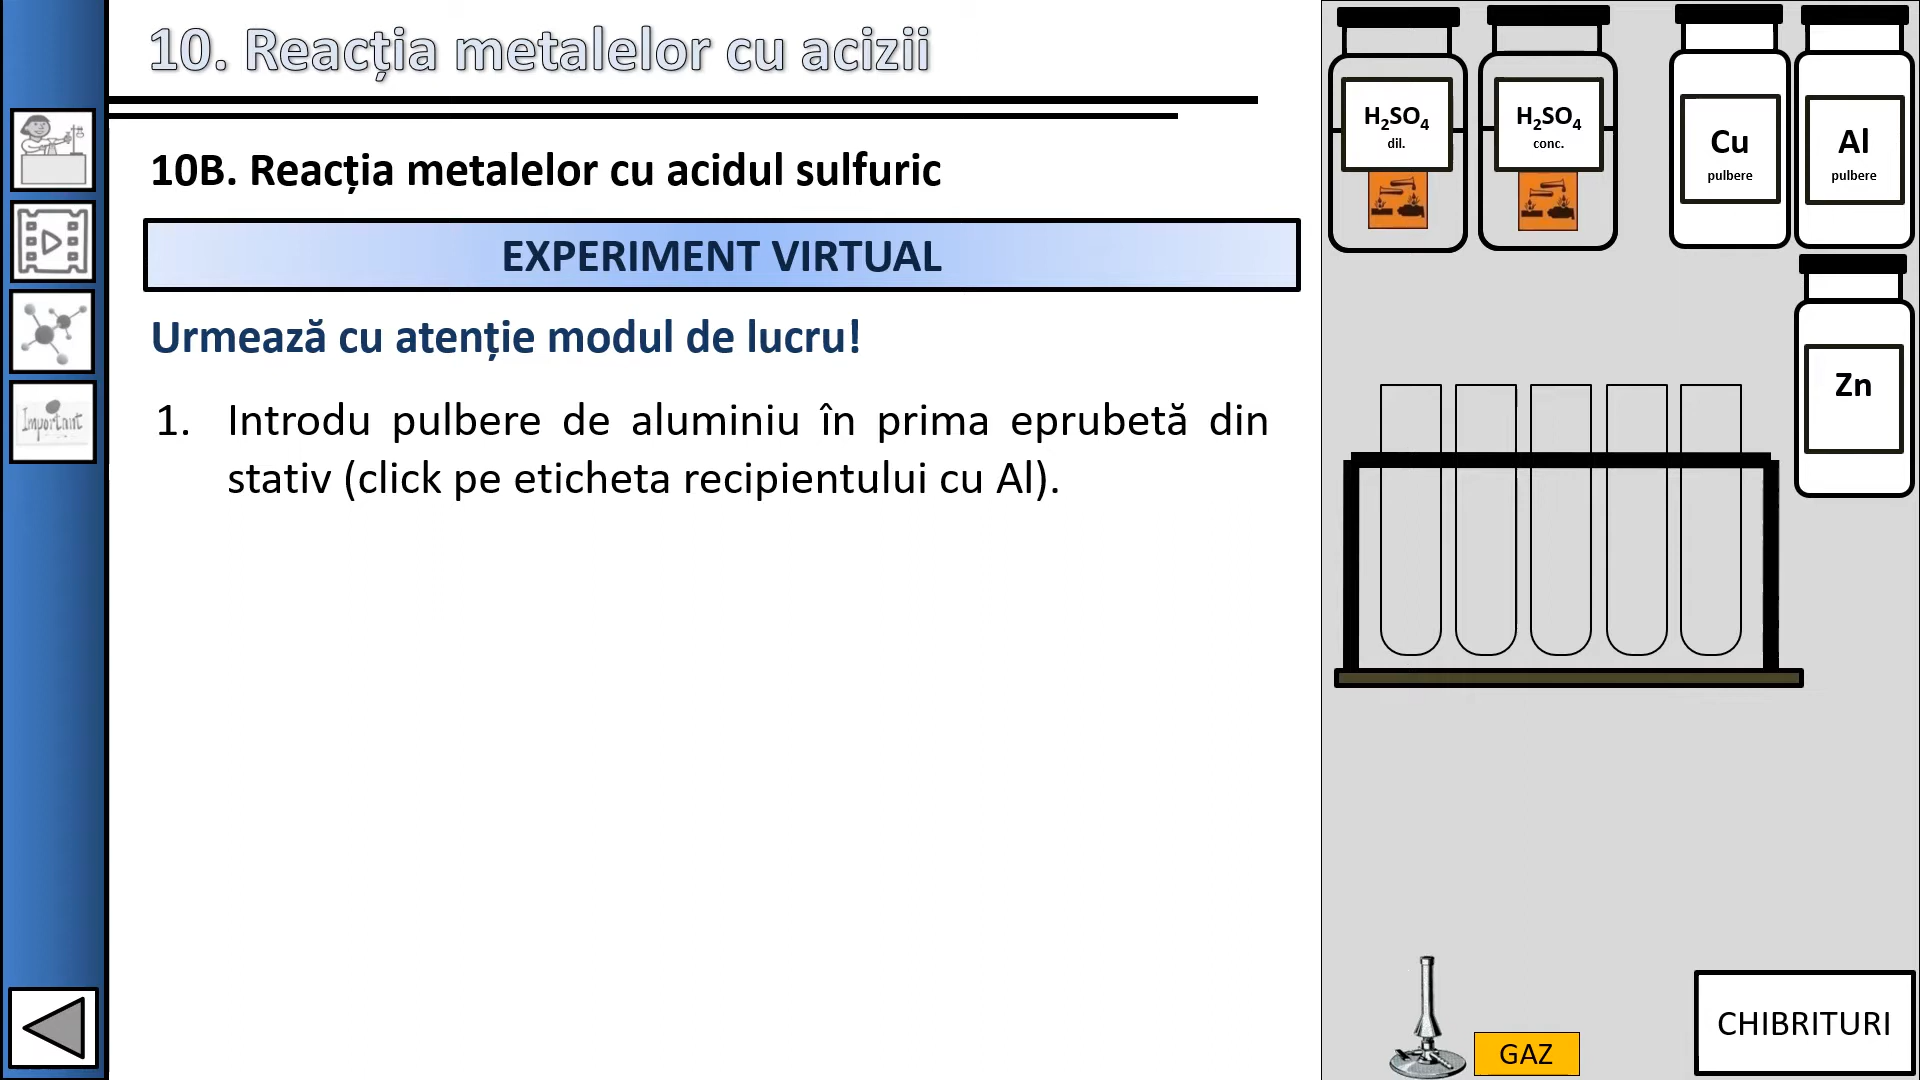 10. Reacția metalelor cu acizii
10B. Reacția metalelor cu acidul sulfuric
EXPERIMENT VIRTUAL
Urmează cu atenție modul de lucru!
1. Introdu pulbere de aluminiu în prima eprubetă din
stativ (click pe eticheta recipientului cu Al).
Important
H₂SO₄
dil.
H₂SO₄
conc.
Cu
pulbere
Al
pulbere
Zn
GAZ
CHIBRITURI